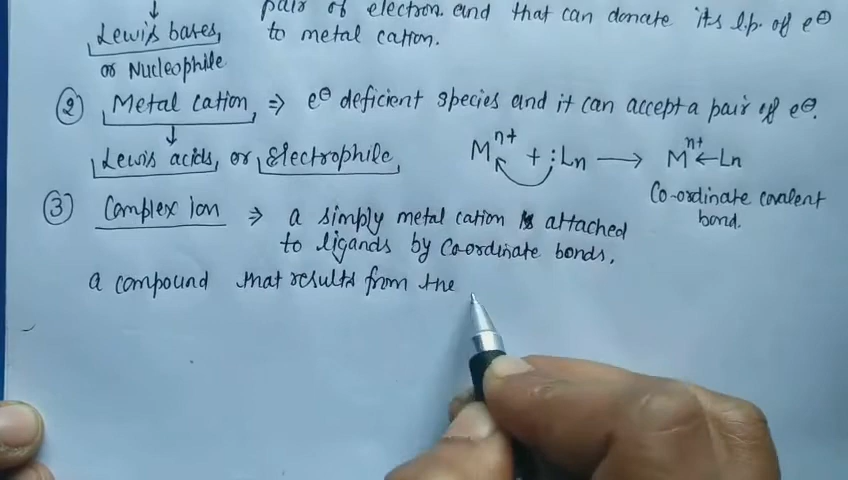 pair of electron. and that can donate its l.p. of e⊖
Lewis bases, to metal cation.
or Nucleophile
② Metal cation, ⇒ e⊖ deficient species and it can accept a pair of e⊖.
Lewis acids, or Electrophile, Mⁿ⁺ + :Ln → Mⁿ⁺←Ln
Co-ordinate covalent
bond.
③ Complex ion ⇒ a simply metal cation is attached
to ligands by co-ordinate bonds,
a compound that results from the